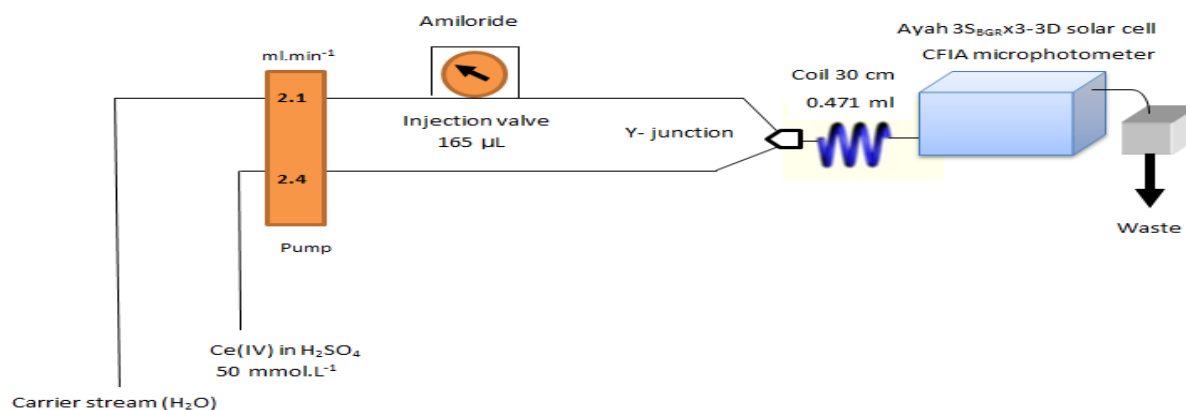 Amiloride
ml.min⁻¹
2.1
Injection valve
165 µL
2.4
Pump
Y- junction
Coil 30 cm
0.471 ml
Ayah 3S_BGRx3-3D solar cell
CFIA microphotometer
Waste
Ce(IV) in H₂SO₄
50 mmol.L⁻¹
Carrier stream (H₂O)